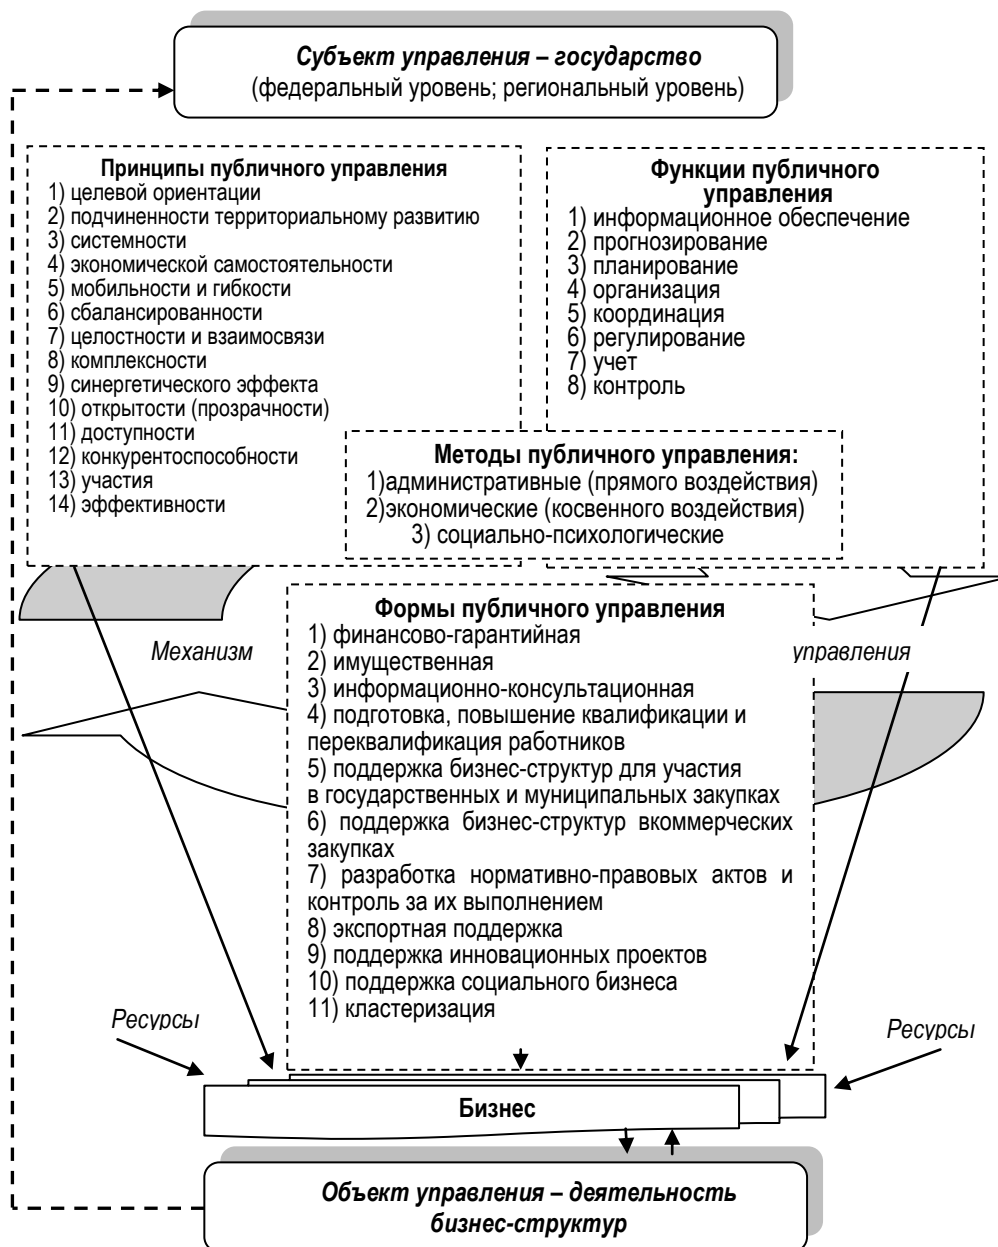 Субъект управления – государство
(федеральный уровень; региональный уровень)
Принципы публичного управления
1) целевой ориентации
2) подчиненности территориальному развитию
3) системности
4) экономической самостоятельности
5) мобильности и гибкости
6) сбалансированности
7) целостности и взаимосвязи
8) комплексности
9) синергетического эффекта
10) открытости (прозрачности)
11) доступности
12) конкурентоспособности
13) участия
14) эффективности
Функции публичного
управления
1) информационное обеспечение
2) прогнозирование
3) планирование
4) организация
5) координация
6) регулирование
7) учет
8) контроль
Методы публичного управления:
1)административные (прямого воздействия)
2)экономические (косвенного воздействия)
3) социально-психологические
Механизм
управления
Формы публичного управления
1) финансово-гарантийная
2) имущественная
3) информационно-консультационная
4) подготовка, повышение квалификации и
переквалификация работников
5) поддержка бизнес-структур для участия
в государственных и муниципальных закупках
6) поддержка бизнес-структур вкоммерческих
закупках
7) разработка нормативно-правовых актов и
контроль за их выполнением
8) экспортная поддержка
9) поддержка инновационных проектов
10) поддержка социального бизнеса
11) кластеризация
Ресурсы
Ресурсы
Бизнес
Объект управления – деятельность
бизнес-структур